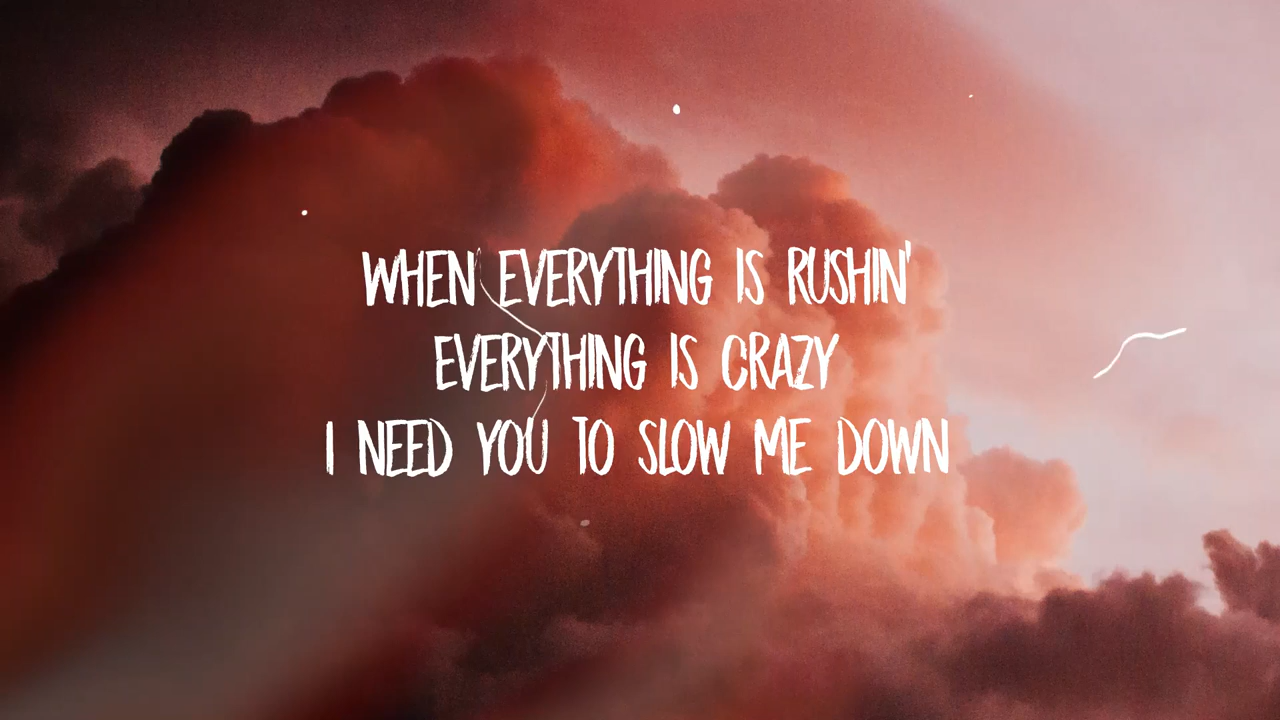 WHEN EVERYTHING IS RUSHIN'
EVERYTHING IS CRAZY
I NEED YOU TO SLOW ME DOWN